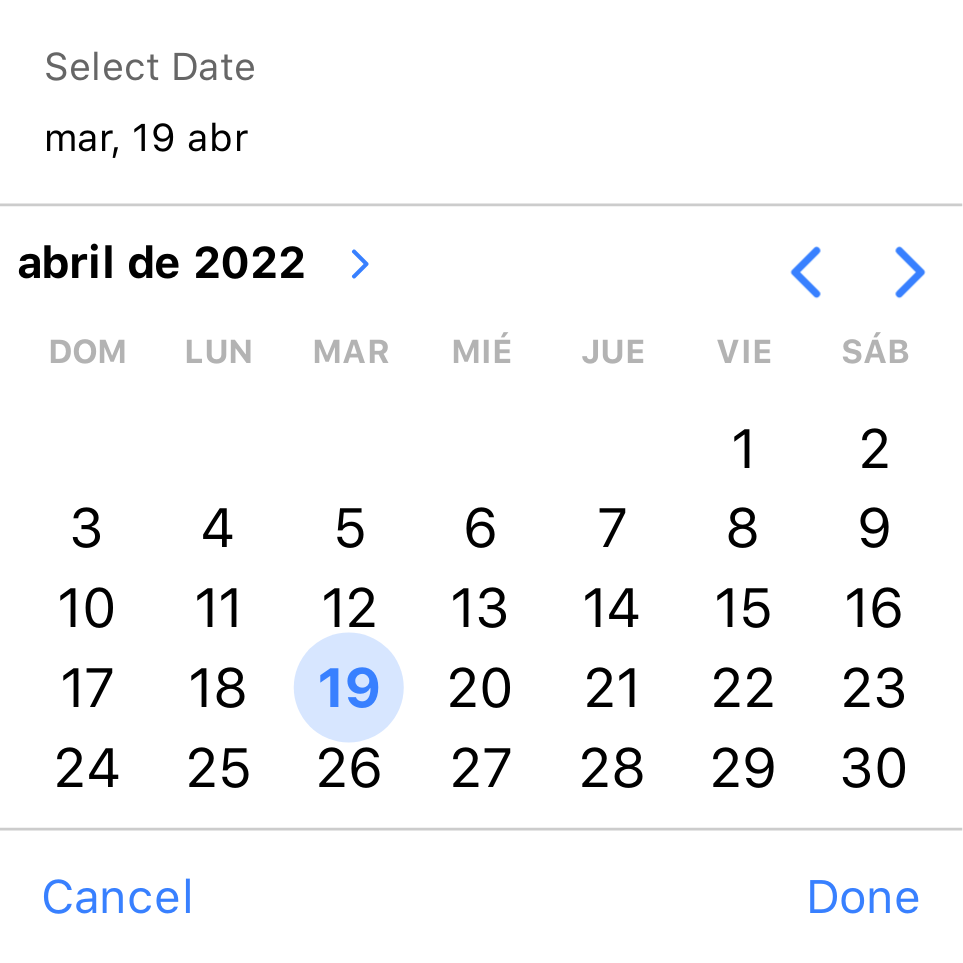 Select Date
mar, 19 abr
abril de 2022
DOM LUN MAR MIÉ JUE VIE SÁB
1 2
3 4 5 6 7 8 9
10 11 12 13 14 15 16
17 18 19 20 21 22 23
24 25 26 27 28 29 30
Cancel Done